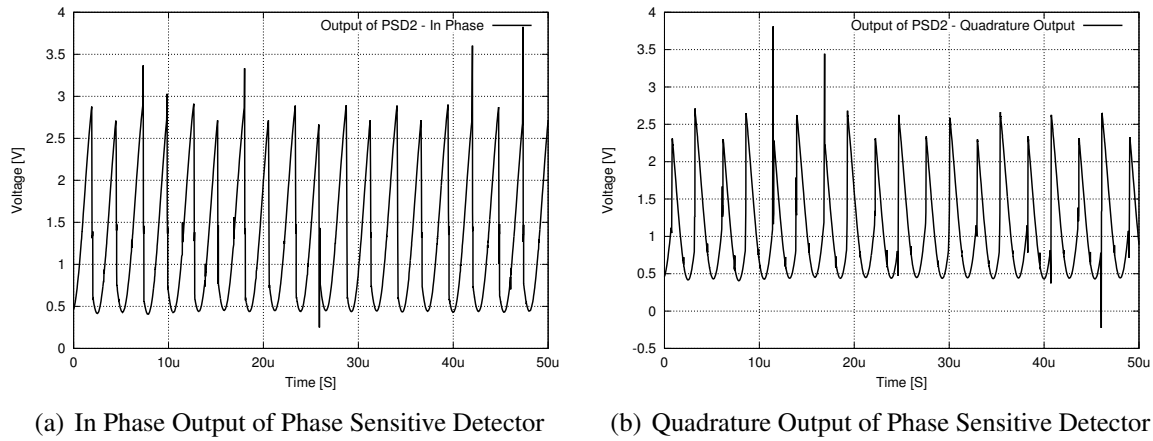 4
3.5
3
2.5
2
1.5
1
0.5
0
Voltage [V]
Output of PSD2 - In Phase
0 10u 20u 30u 40u 50u
Time [S]
(a) In Phase Output of Phase Sensitive Detector
4
3.5
3
2.5
2
1.5
1
0.5
0
-0.5
Voltage [V]
Output of PSD2 - Quadrature Output
0 10u 20u 30u 40u 50u
Time [S]
(b) Quadrature Output of Phase Sensitive Detector